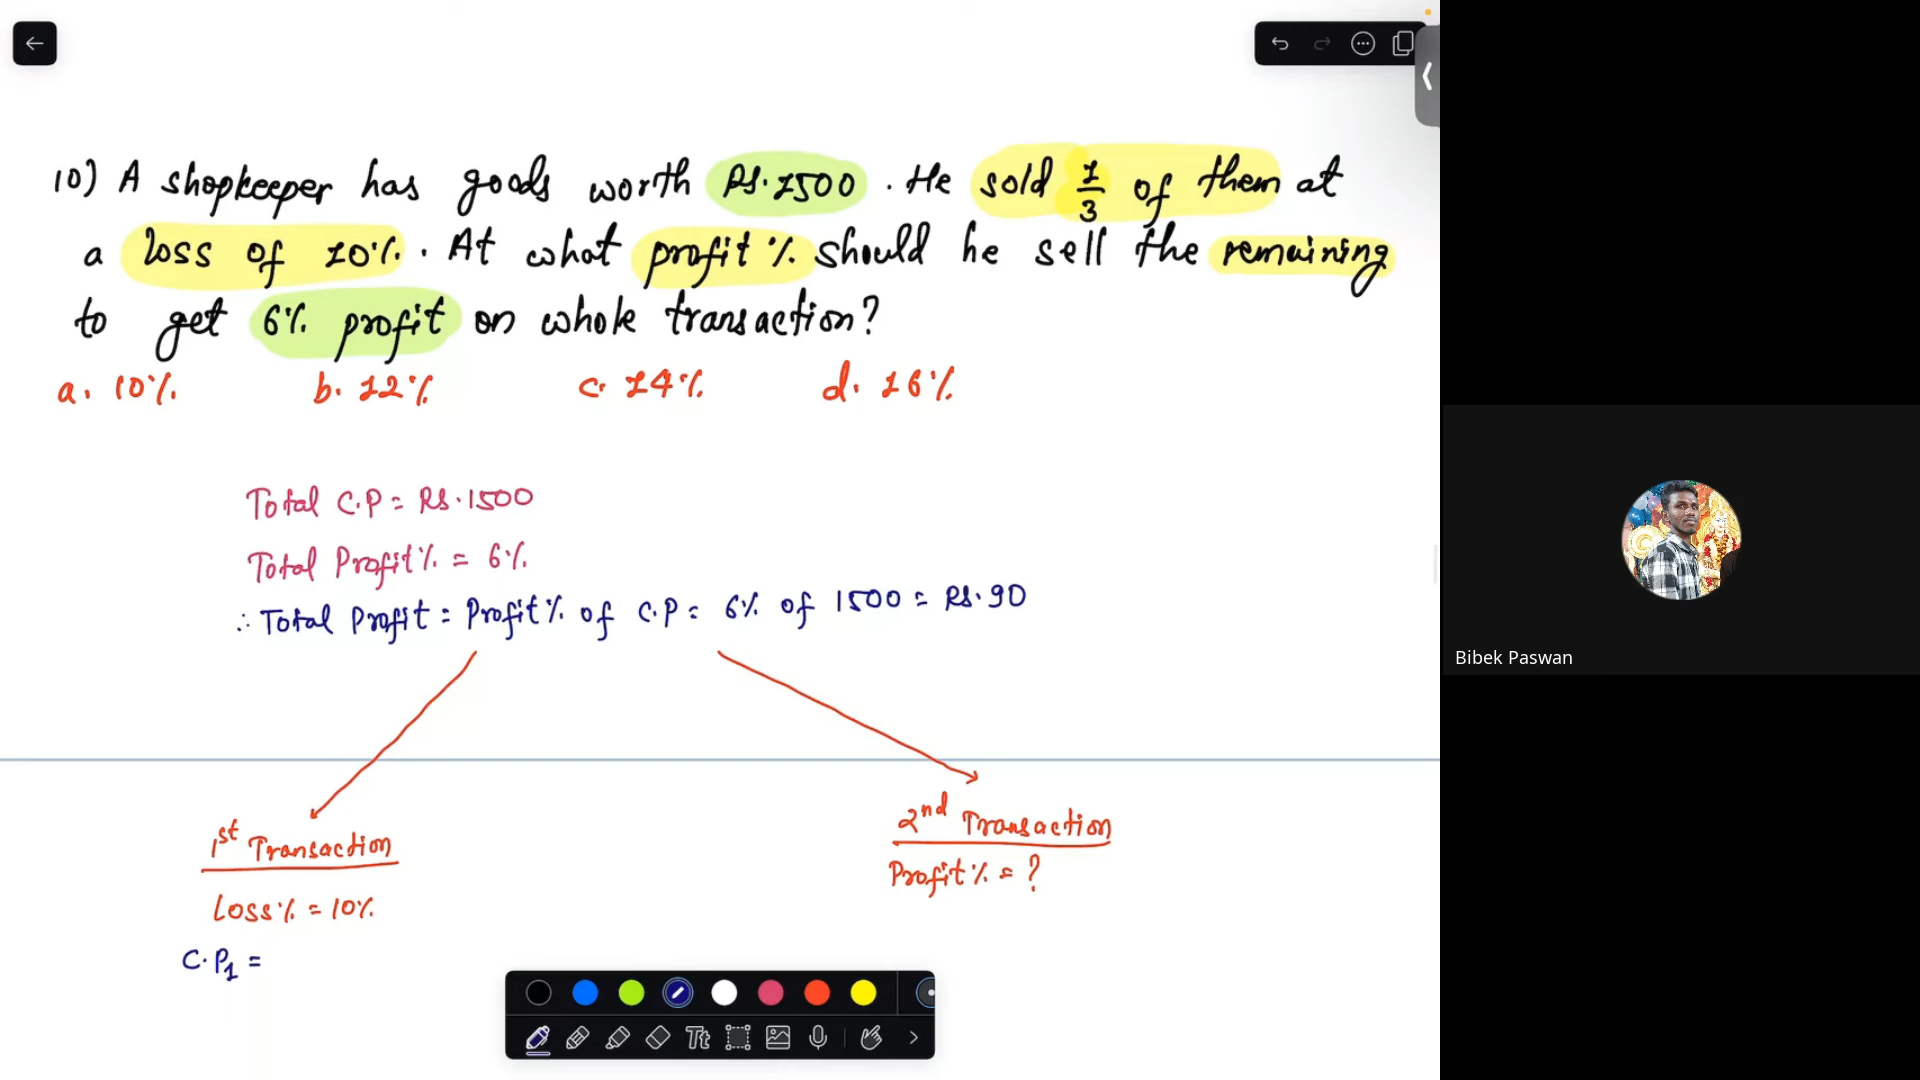 10) A shopkeeper has goods worth Rs.1500. He sold 1/3 of them at
a loss of 10%. At what profit % should he sell the remaining
to get 6% profit on whole transaction?
a. 10% b. 12% c. 14% d. 16%
Total C.P = Rs.1500
Total Profit% = 6%
∴ Total Profit = Profit% of C.P = 6% of 1500 = Rs.90
1st Transaction
Loss% = 10%
C.P1 =
2nd Transaction
Profit% = ?
Tt
Bibek Paswan